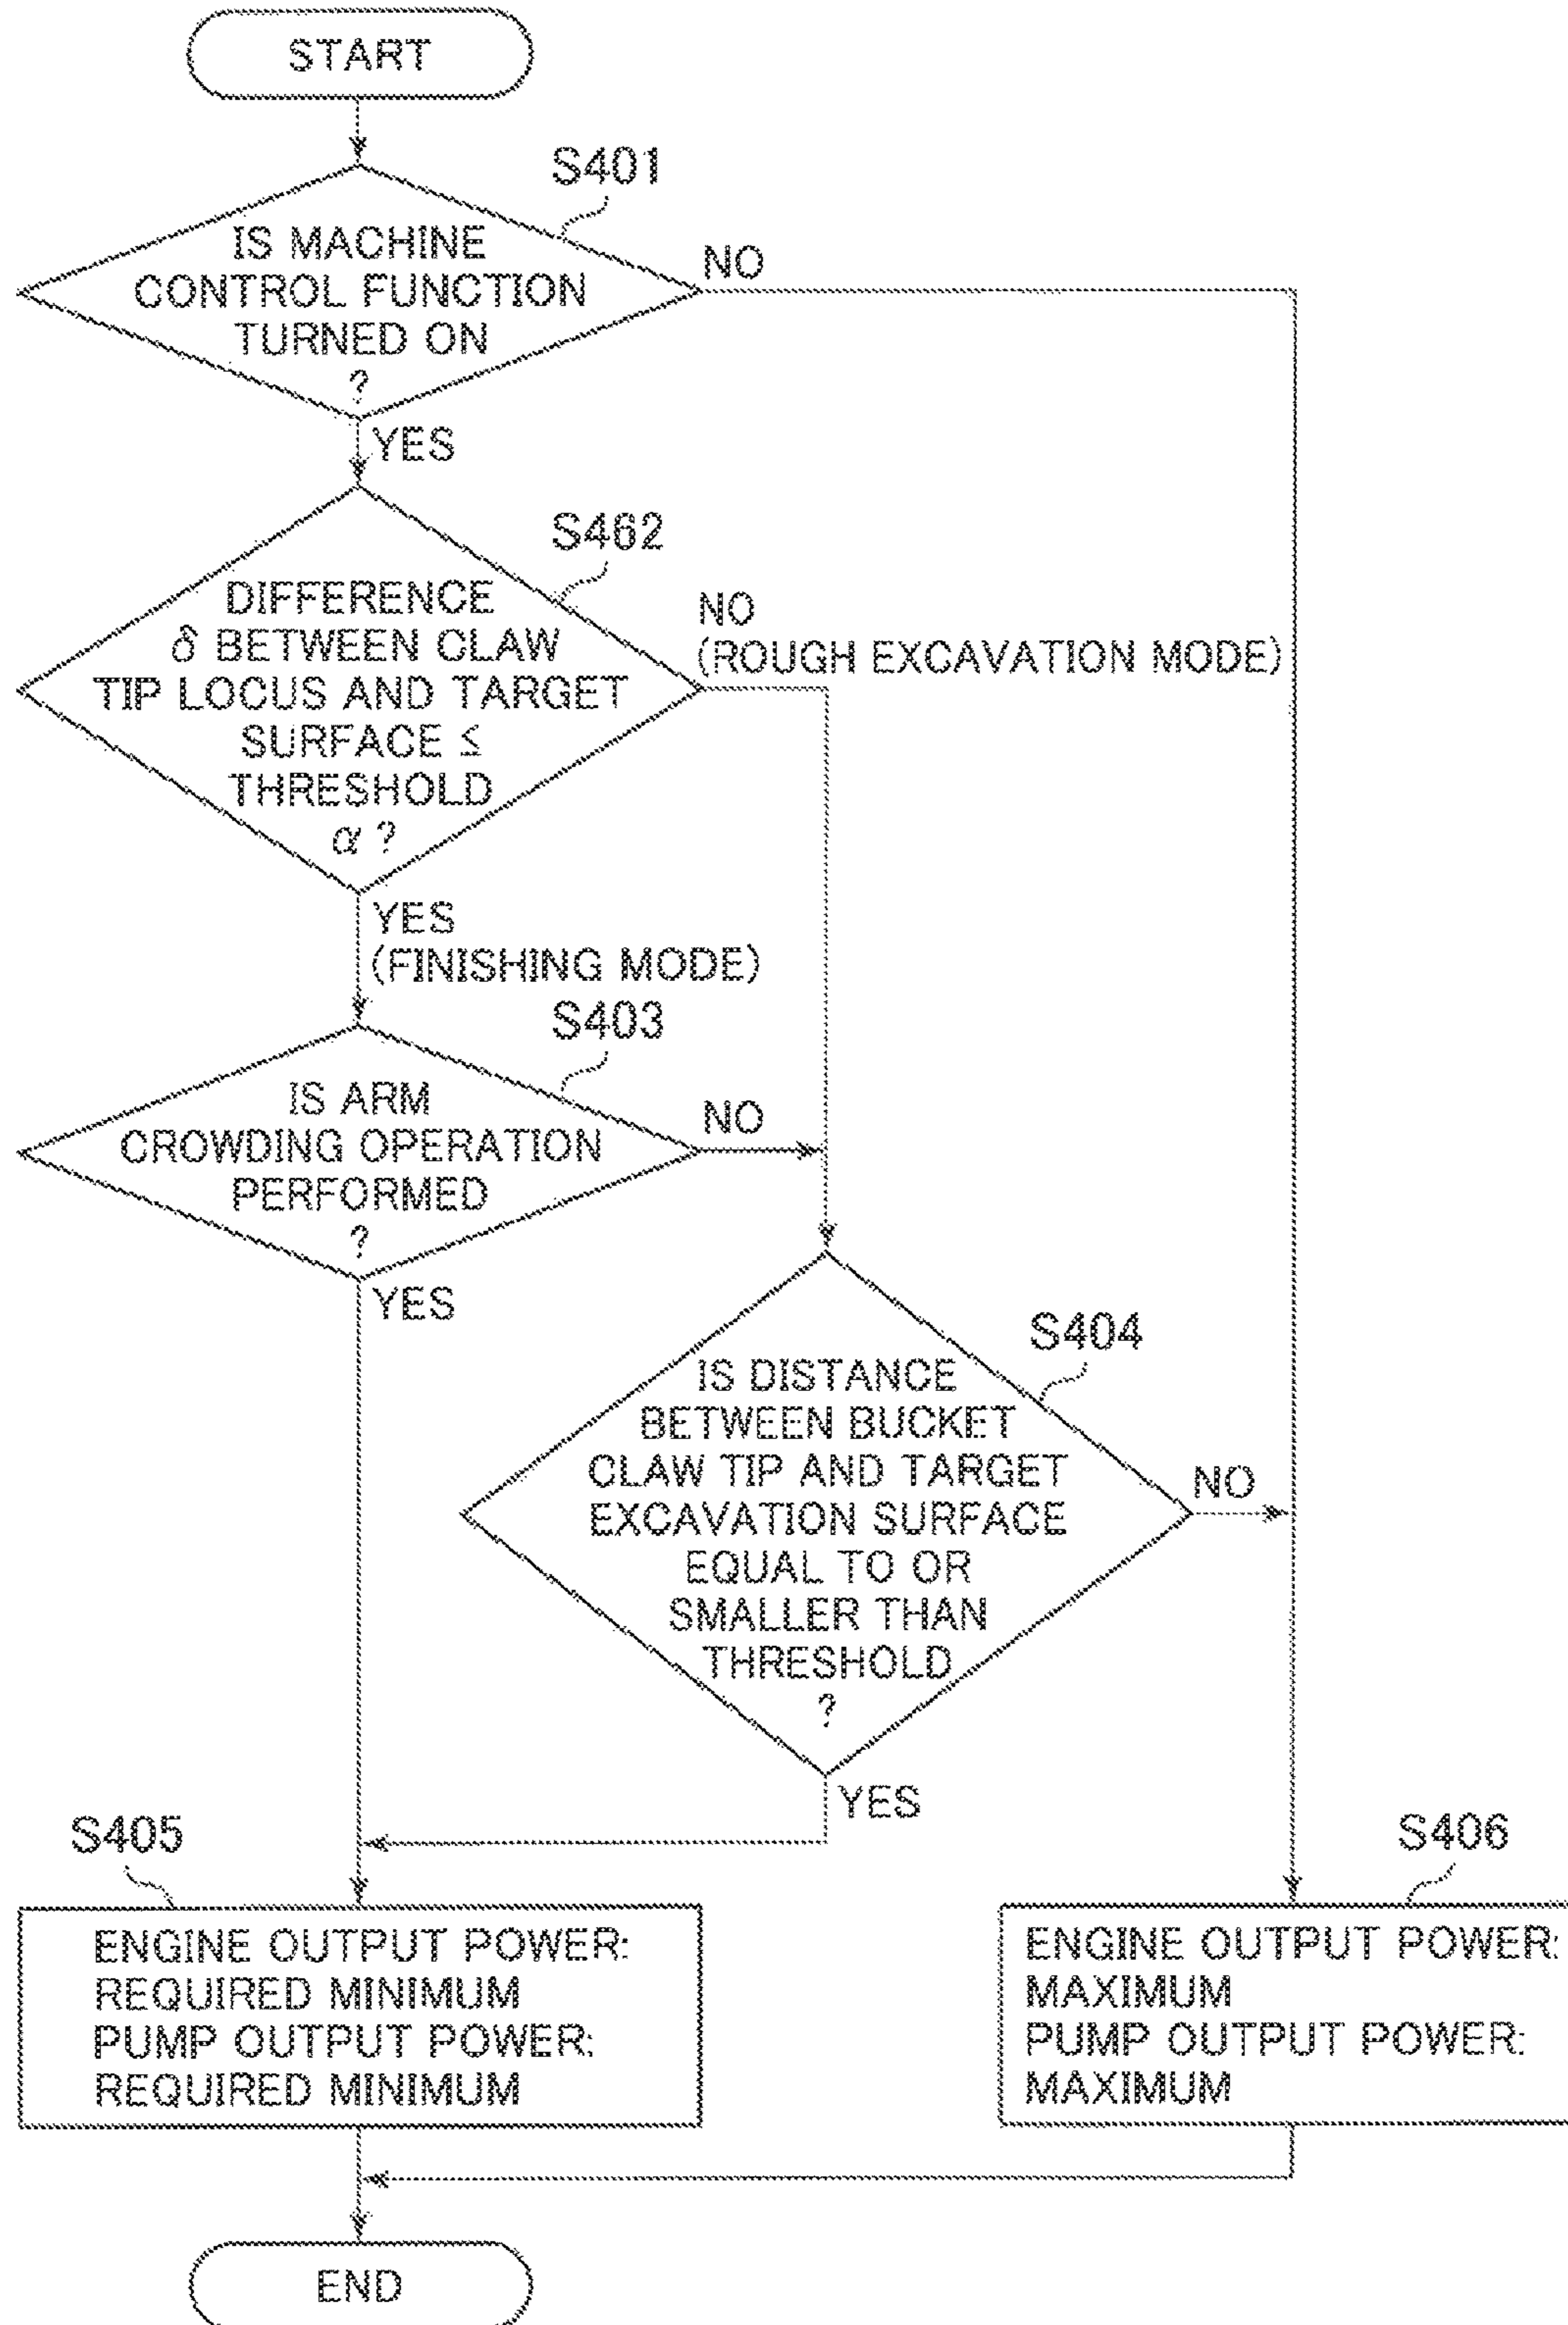 START
S401
IS MACHINE
CONTROL FUNCTION
TURNED ON
?
NO
YES
S462
DIFFERENCE
δ BETWEEN CLAW
TIP LOCUS AND TARGET
SURFACE ≤
THRESHOLD
α ?
NO
(ROUGH EXCAVATION MODE)
YES
(FINISHING MODE)
S403
IS ARM
CROWDING OPERATION
PERFORMED
?
NO
YES
S404
IS DISTANCE
BETWEEN BUCKET
CLAW TIP AND TARGET
EXCAVATION SURFACE
EQUAL TO OR
SMALLER THAN
THRESHOLD
?
NO
YES
S405
ENGINE OUTPUT POWER:
REQUIRED MINIMUM
PUMP OUTPUT POWER:
REQUIRED MINIMUM
S406
ENGINE OUTPUT POWER:
MAXIMUM
PUMP OUTPUT POWER:
MAXIMUM
END